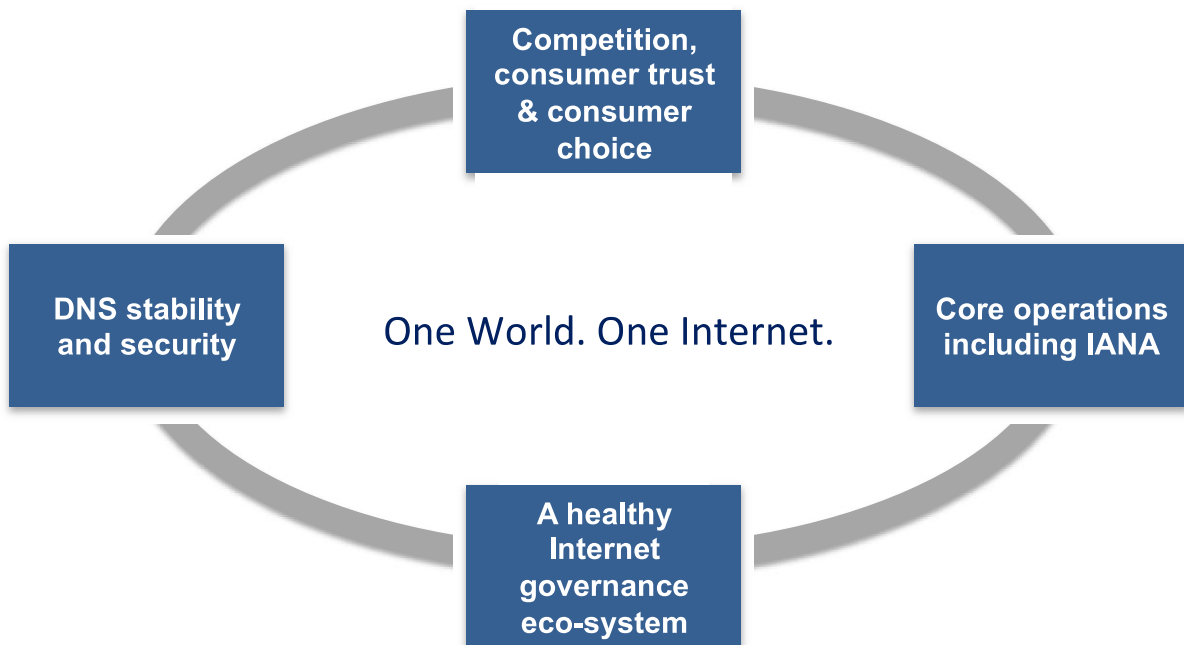 Competition,
consumer trust
& consumer
choice
DNS stability
and security
One World. One Internet.
Core operations
including IANA
A healthy
Internet
governance
eco-system